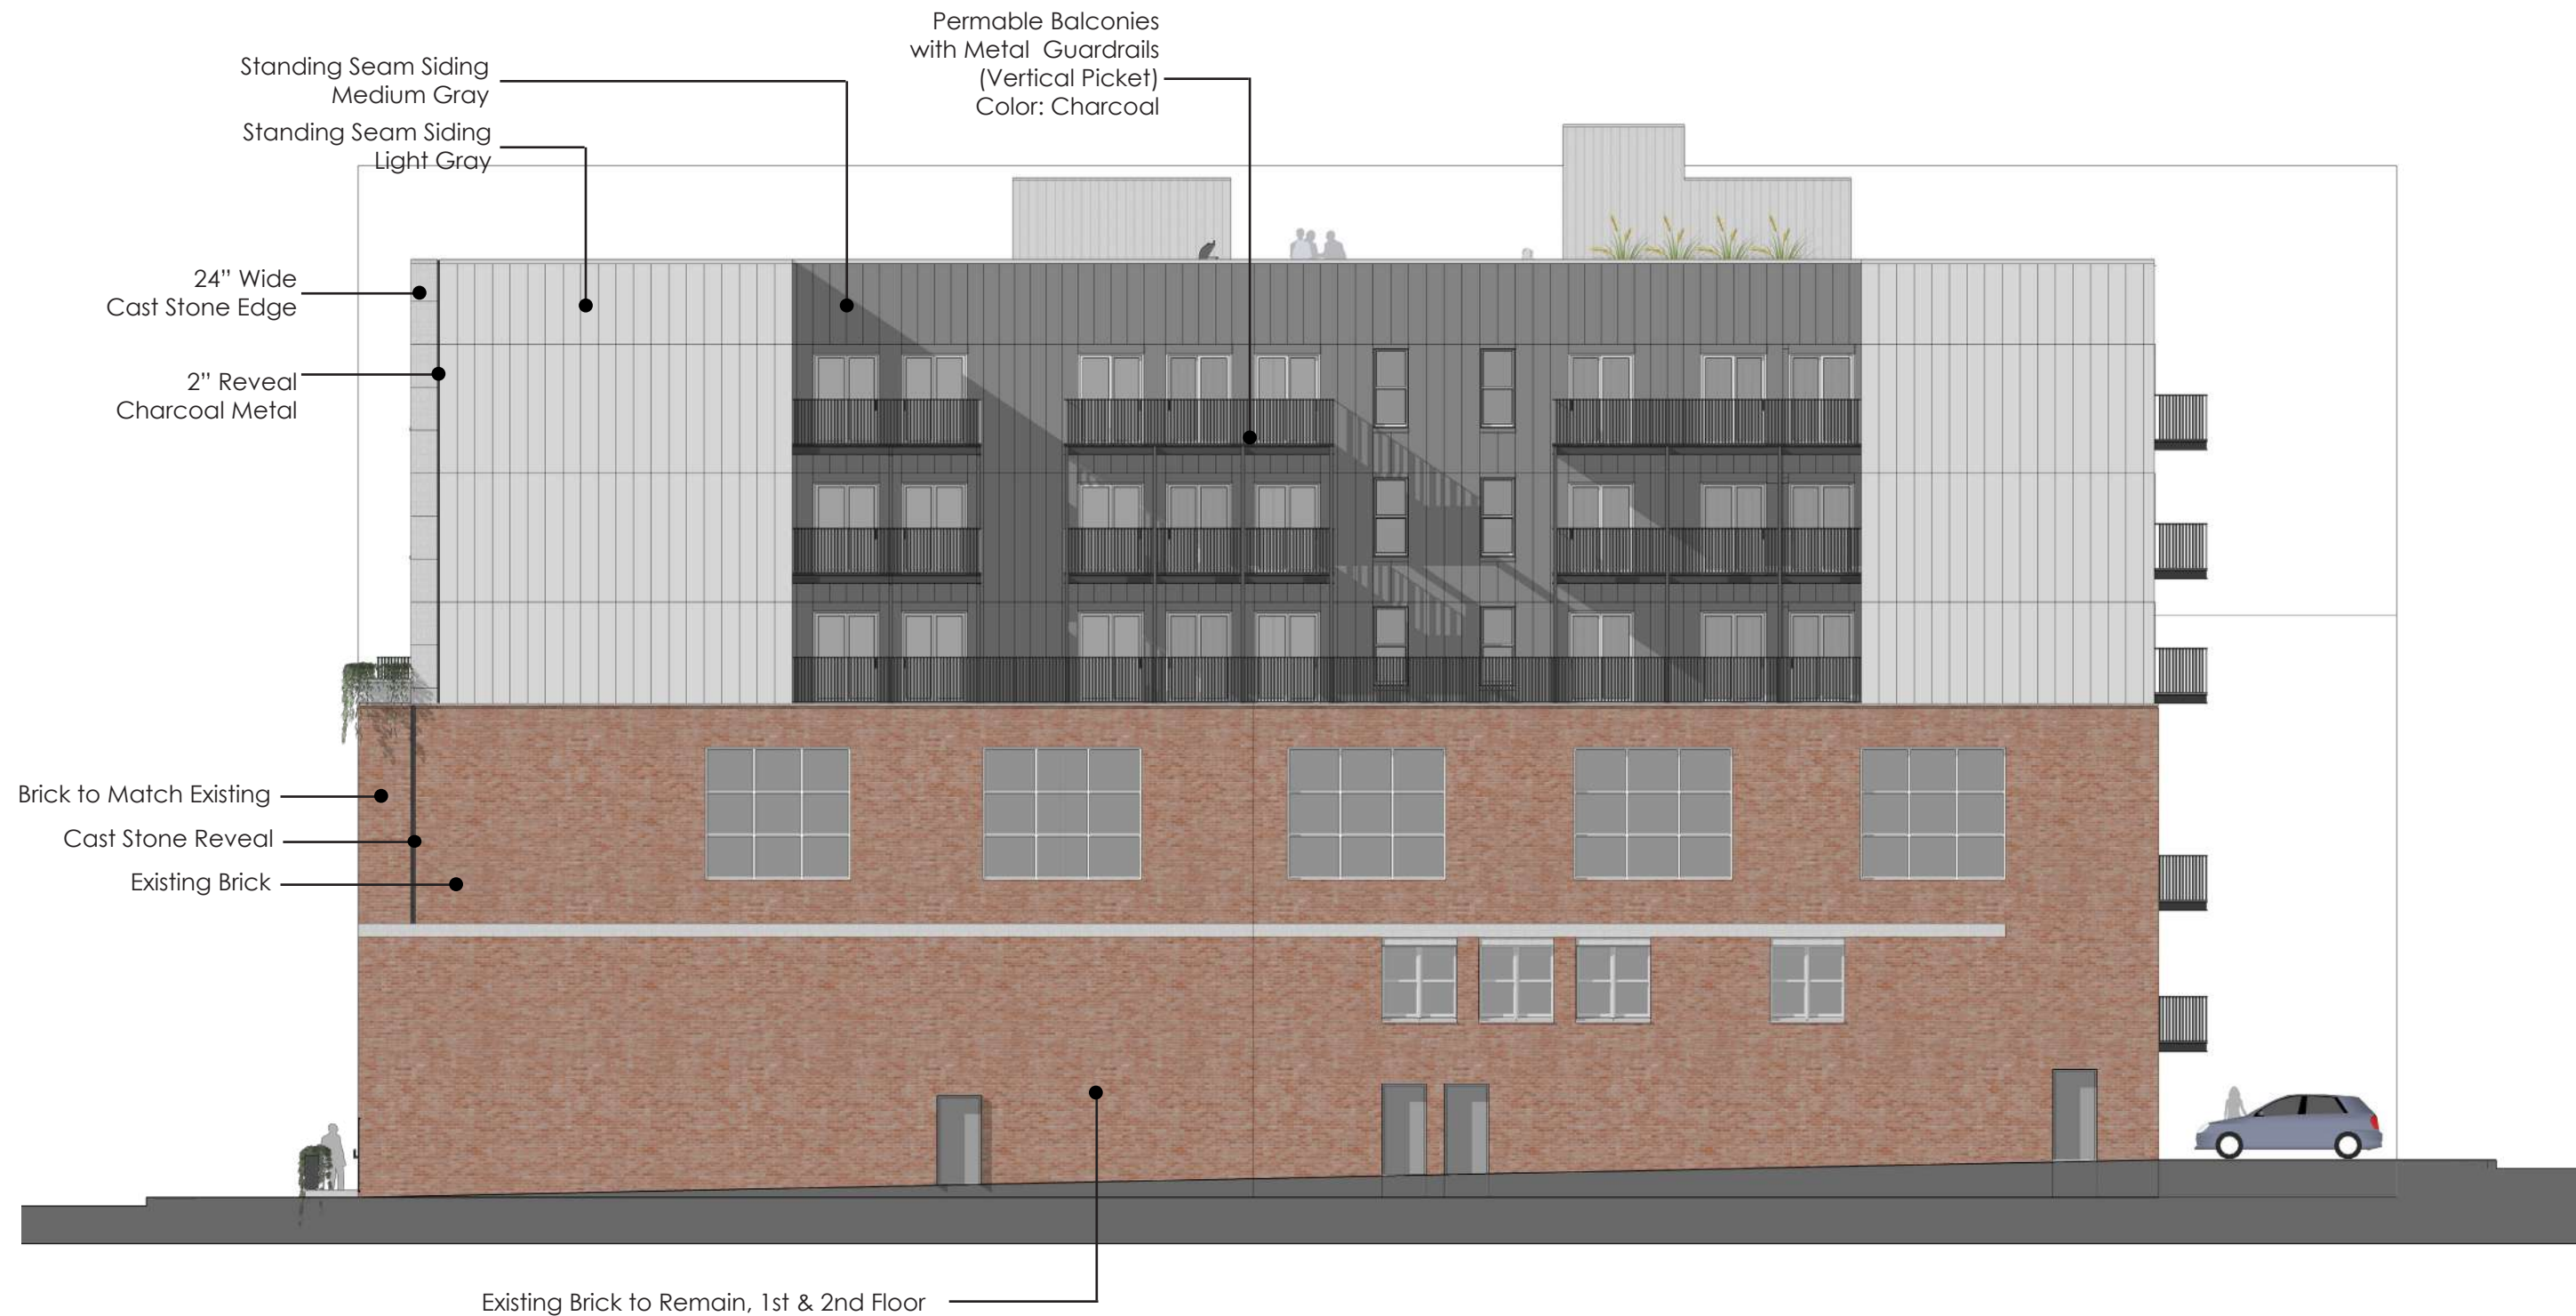 Permable Balconies
with Metal Guardrails
(Vertical Picket)
Color: Charcoal
Standing Seam Siding
Medium Gray
Standing Seam Siding
Light Gray
24” Wide
Cast Stone Edge
2” Reveal
Charcoal Metal
Brick to Match Existing
Cast Stone Reveal
Existing Brick
Existing Brick to Remain, 1st & 2nd Floor